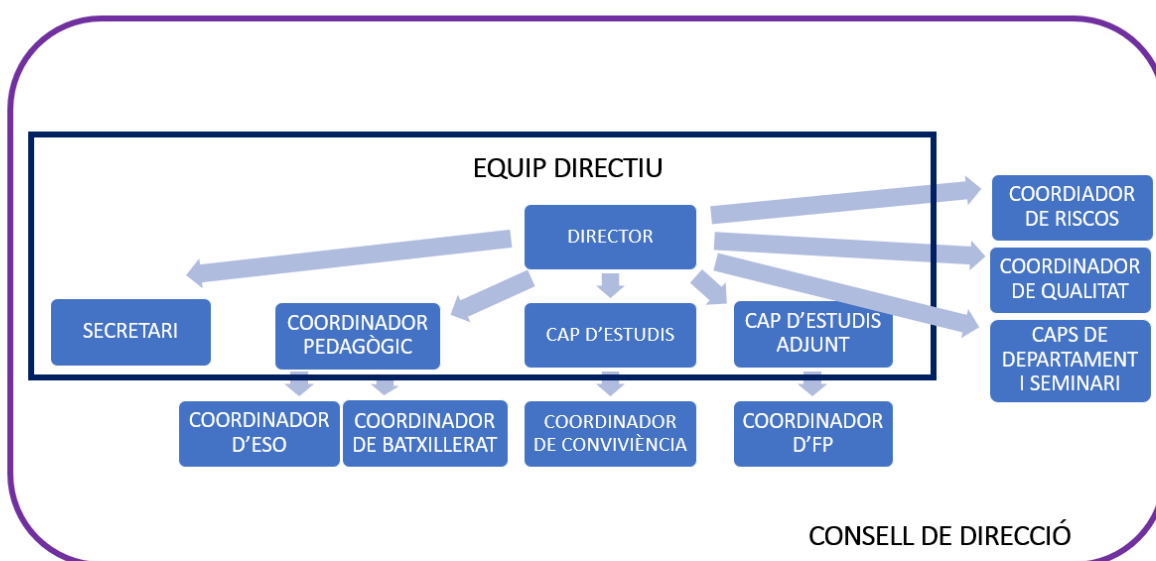 EQUIP DIRECTIU
DIRECTOR
COORDIADOR
DE RISCOS
COORDINADOR
DE QUALITAT
CAPS DE
DEPARTAMENT
I SEMINARI
SECRETARI
COORDINADOR
PEDAGÒGIC
CAP D'ESTUDIS
CAP D'ESTUDIS
ADJUNT
COORDINADOR
D'ESO
COORDINADOR
DE BATXILLERAT
COORDINADOR
DE CONVIVIÈNCIA
COORDINADOR
D'FP
CONSELL DE DIRECCIÓ